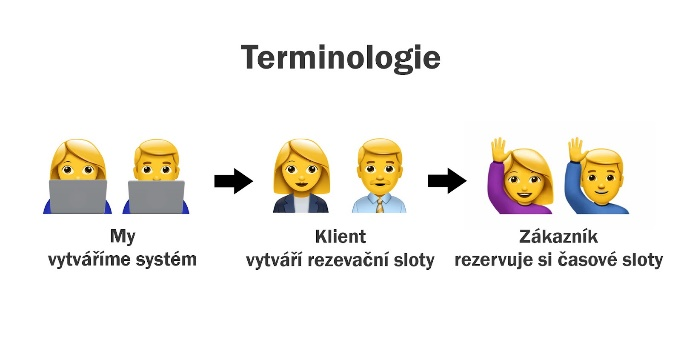 Terminologie
My
vytváříme systém
Klient
vytváří rezevační sloty
Zákazník
rezervuje si časové sloty